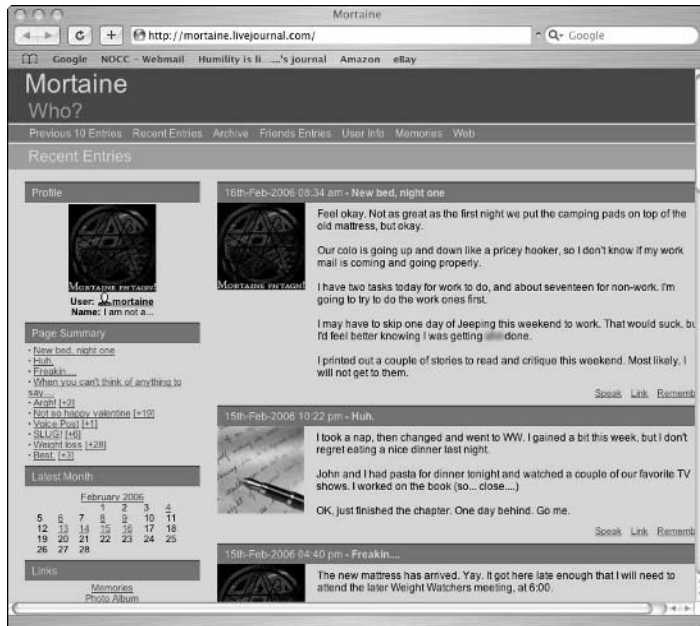 Mortaine
http://mortaine.livejournal.com/
Google
Google NOCC – Webmail Humility is li... ...'s journal Amazon eBay
Mortaine
Who?
Previous 10 Entries Recent Entries Archive Friends Entries User Info Memories Web
Recent Entries
Profile
MORTAINE PH'TAGN!
User: mortaine
Name: I am not a...
Page Summary
· New bed, night one
· Huh.
· Freakin....
· When you can't think of anything to
say....
· Argh! [+2]
· Not so happy valentine [+19]
· Voice Post [+1]
· SLUG! [+6]
· Weight loss [+28]
· Best. [+3]
Latest Month
February 2006
1 2 3 4
5 6 7 8 9 10 11
12 13 14 15 16 17 18
19 20 21 22 23 24 25
26 27 28
Links
Memories
Photo Album
16th-Feb-2006 08:34 am - New bed, night one
MORTAINE PH'TAGN!
Feel okay. Not as great as the first night we put the camping pads on top of the
old mattress, but okay.
Our colo is going up and down like a pricey hooker, so I don't know if my work
mail is coming and going properly.
I have two tasks today for work to do, and about seventeen for non-work. I'm
going to try to do the work ones first.
I may have to skip one day of Jeeping this weekend to work. That would suck, bu
I'd feel better knowing I was getting done.
I printed out a couple of stories to read and critique this weekend. Most likely, I
will not get to them.
Speak Link Rememb
15th-Feb-2006 10:22 pm - Huh.
I took a nap, then changed and went to WW. I gained a bit this week, but I don't
regret eating a nice dinner last night.
John and I had pasta for dinner tonight and watched a couple of our favorite TV
shows. I worked on the book (so... close....)
OK, just finished the chapter. One day behind. Go me.
Speak Link Rememb
15th-Feb-2006 04:40 pm - Freakin....
The new mattress has arrived. Yay. It got here late enough that I will need to
attend the later Weight Watchers meeting, at 6:00.